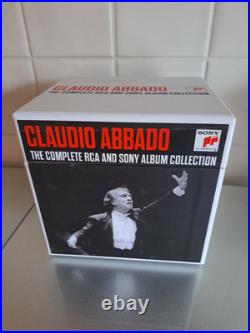 CLAUDIO ABBADO
THE COMPLETE RCA AND SONY ALBUM COLLECTION
SONY
CLASSICAL
CLAUDIO ABBADO
THE COMPLETE RCA AND SONY ALBUM COLLECTION